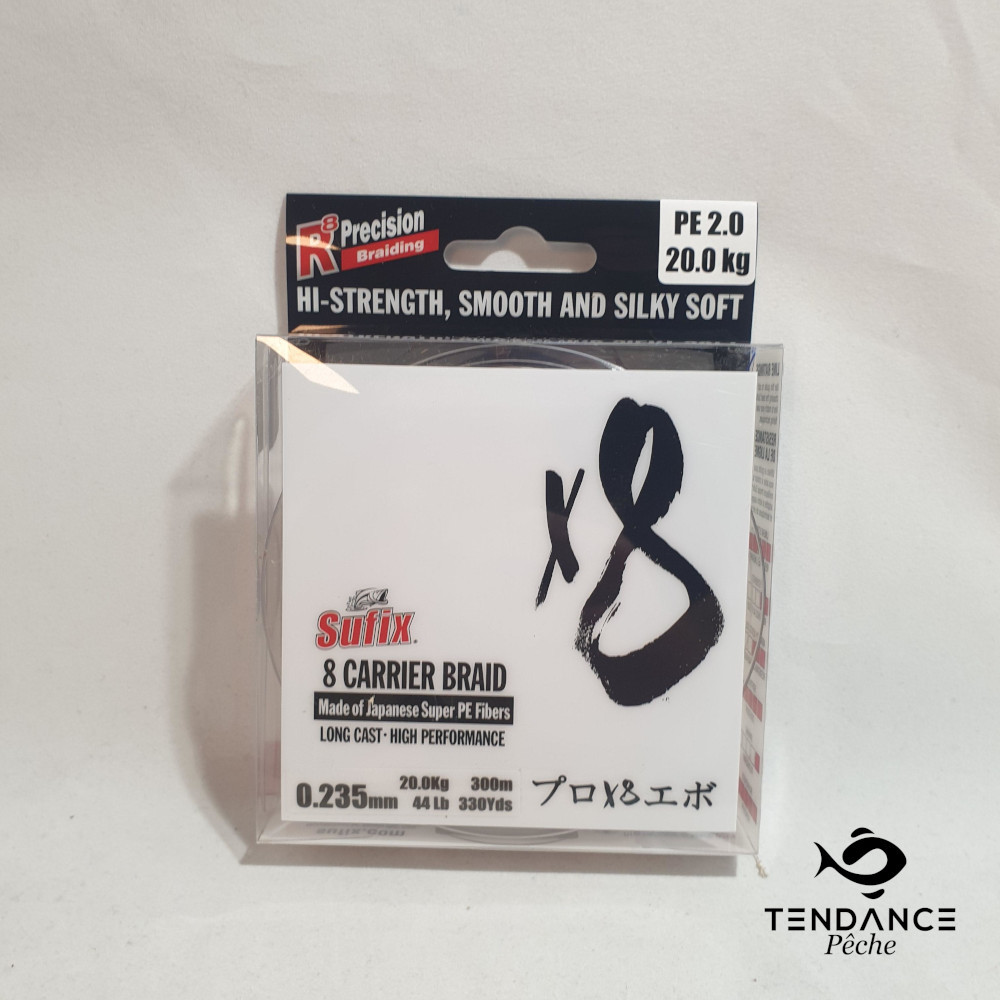 R8 Precision
Braiding
PE 2.0
20.0 kg
HI-STRENGTH, SMOOTH AND SILKY SOFT
x8
Sufix
8 CARRIER BRAID
Made of Japanese Super PE Fibers
LONG CAST · HIGH PERFORMANCE
0.235mm
20.0Kg 300m
44 Lb 330Yds
プロX8エボ
sufix.com
TENDANCE
Pêche